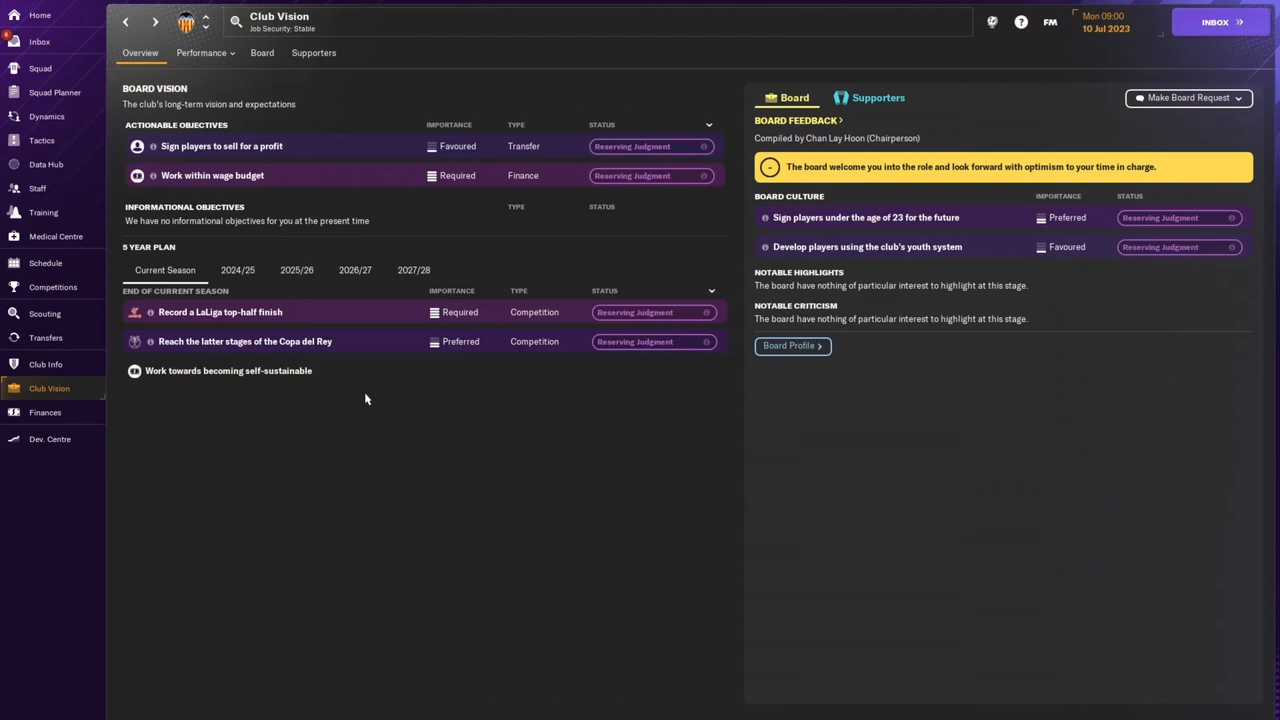 Home
6
Inbox
Squad
Squad Planner
Dynamics
Tactics
Data Hub
Staff
Training
Medical Centre
Schedule
Competitions
Scouting
Transfers
Club Info
Club Vision
Finances
Dev. Centre
Club Vision
Job Security: Stable
?
FM
Mon 09:00
10 Jul 2023
INBOX
Overview
Performance
Board
Supporters
BOARD VISION
The club's long-term vision and expectations
ACTIONABLE OBJECTIVES IMPORTANCE TYPE STATUS
Sign players to sell for a profit Favoured Transfer Reserving Judgment
Work within wage budget Required Finance Reserving Judgment
INFORMATIONAL OBJECTIVES TYPE STATUS
We have no informational objectives for you at the present time
5 YEAR PLAN
Current Season 2024/25 2025/26 2026/27 2027/28
END OF CURRENT SEASON IMPORTANCE TYPE STATUS
Record a LaLiga top-half finish Required Competition Reserving Judgment
Reach the latter stages of the Copa del Rey Preferred Competition Reserving Judgment
Work towards becoming self-sustainable
Board Supporters Make Board Request
BOARD FEEDBACK
Compiled by Chan Lay Hoon (Chairperson)
The board welcome you into the role and look forward with optimism to your time in charge.
BOARD CULTURE IMPORTANCE STATUS
Sign players under the age of 23 for the future Preferred Reserving Judgment
Develop players using the club's youth system Favoured Reserving Judgment
NOTABLE HIGHLIGHTS
The board have nothing of particular interest to highlight at this stage.
NOTABLE CRITICISM
The board have nothing of particular interest to highlight at this stage.
Board Profile